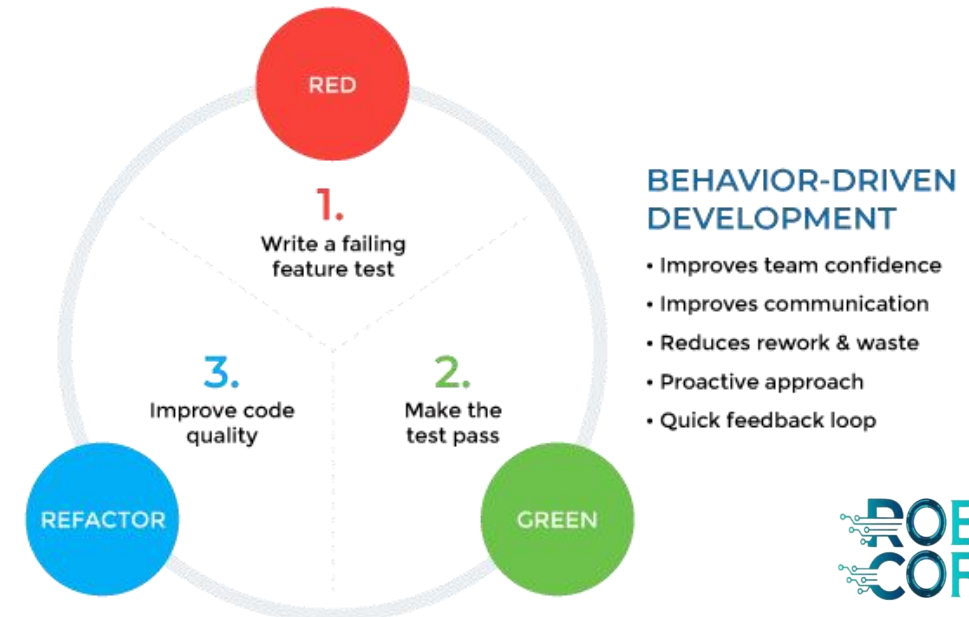 RED
1.
Write a failing
feature test
3.
Improve code
quality
2.
Make the
test pass
REFACTOR
GREEN
BEHAVIOR-DRIVEN
DEVELOPMENT
• Improves team confidence
• Improves communication
• Reduces rework & waste
• Proactive approach
• Quick feedback loop